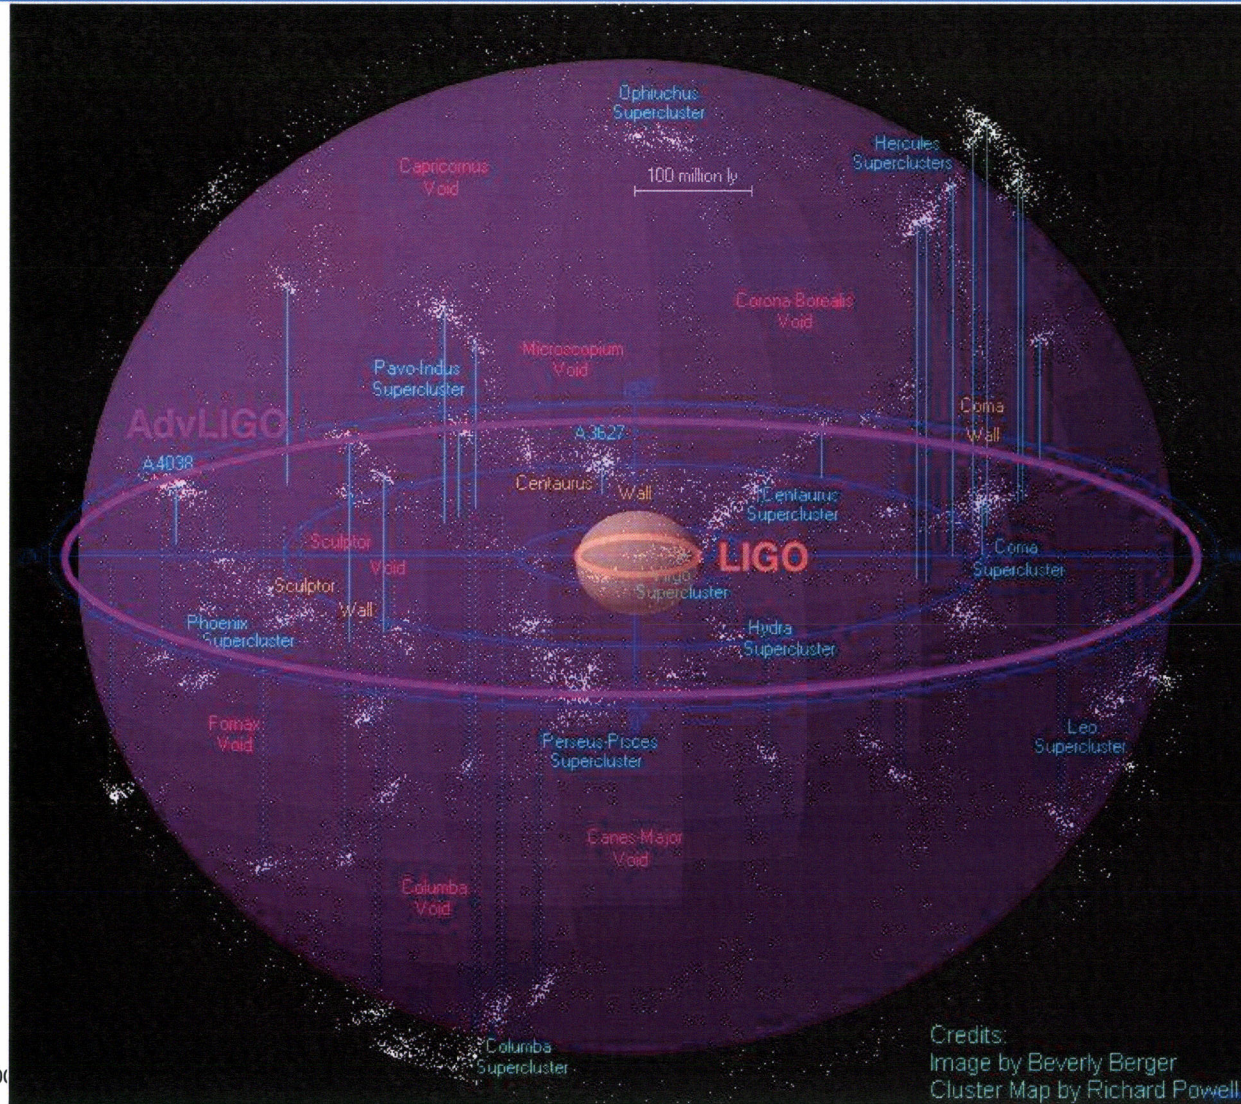 Ophiuchus
Supercluster
Hercules
Superclusters
Capricornus
Void
100 million ly
Corona Borealis
Void
Microscopium
Void
Pavo-Indus
Supercluster
AdvLIGO
Coma
Wall
A3627
A4038
Centaurus
Wall
Centaurus
Supercluster
Sculptor
Void
LIGO
Coma
Supercluster
Virgo
Supercluster
Sculptor
Wall
Phoenix
Supercluster
Hydra
Supercluster
Fornax
Void
Perseus-Pisces
Supercluster
Leo
Supercluster
Canes-Major
Void
Columba
Void
Columba
Supercluster
Credits:
Image by Beverly Berger
Cluster Map by Richard Powell